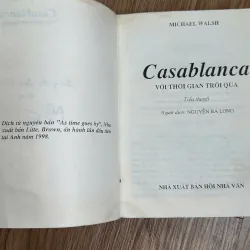 Casablanca
Dịch từ nguyên bản "As time goes by", Nhà
xuất bản Litte, Brown, ấn hành lần đầu tiên
tại Anh năm 1998.
MICHAEL WALSH
Casablanca
VỚI THỜI GIAN TRÔI QUA
Tiểu thuyết
Người dịch: NGUYỄN BÁ LONG
NHÀ XUẤT BẢN HỘI NHÀ VĂN